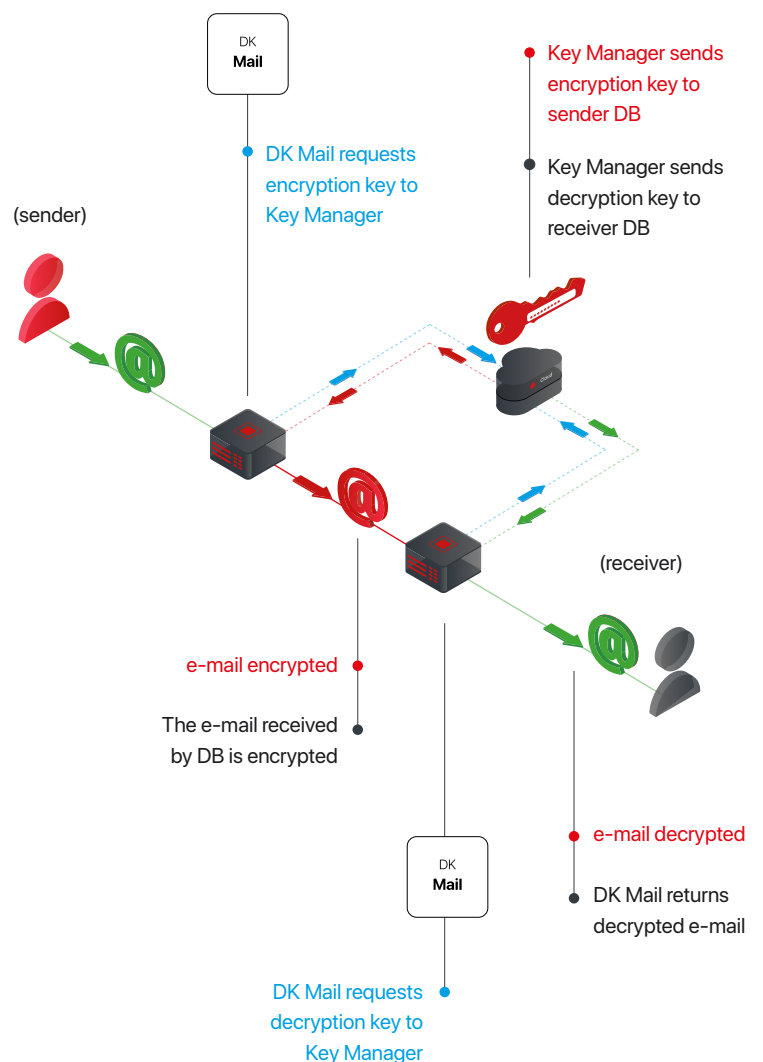 DK
Mail
Key Manager sends
encryption key to
sender DB
DK Mail requests
encryption key to
Key Manager
Key Manager sends
decryption key to
receiver DB
(sender)
cloud
(receiver)
e-mail encrypted
The e-mail received
by DB is encrypted
e-mail decrypted
DK
Mail
DK Mail returns
decrypted e-mail
DK Mail requests
decryption key to
Key Manager